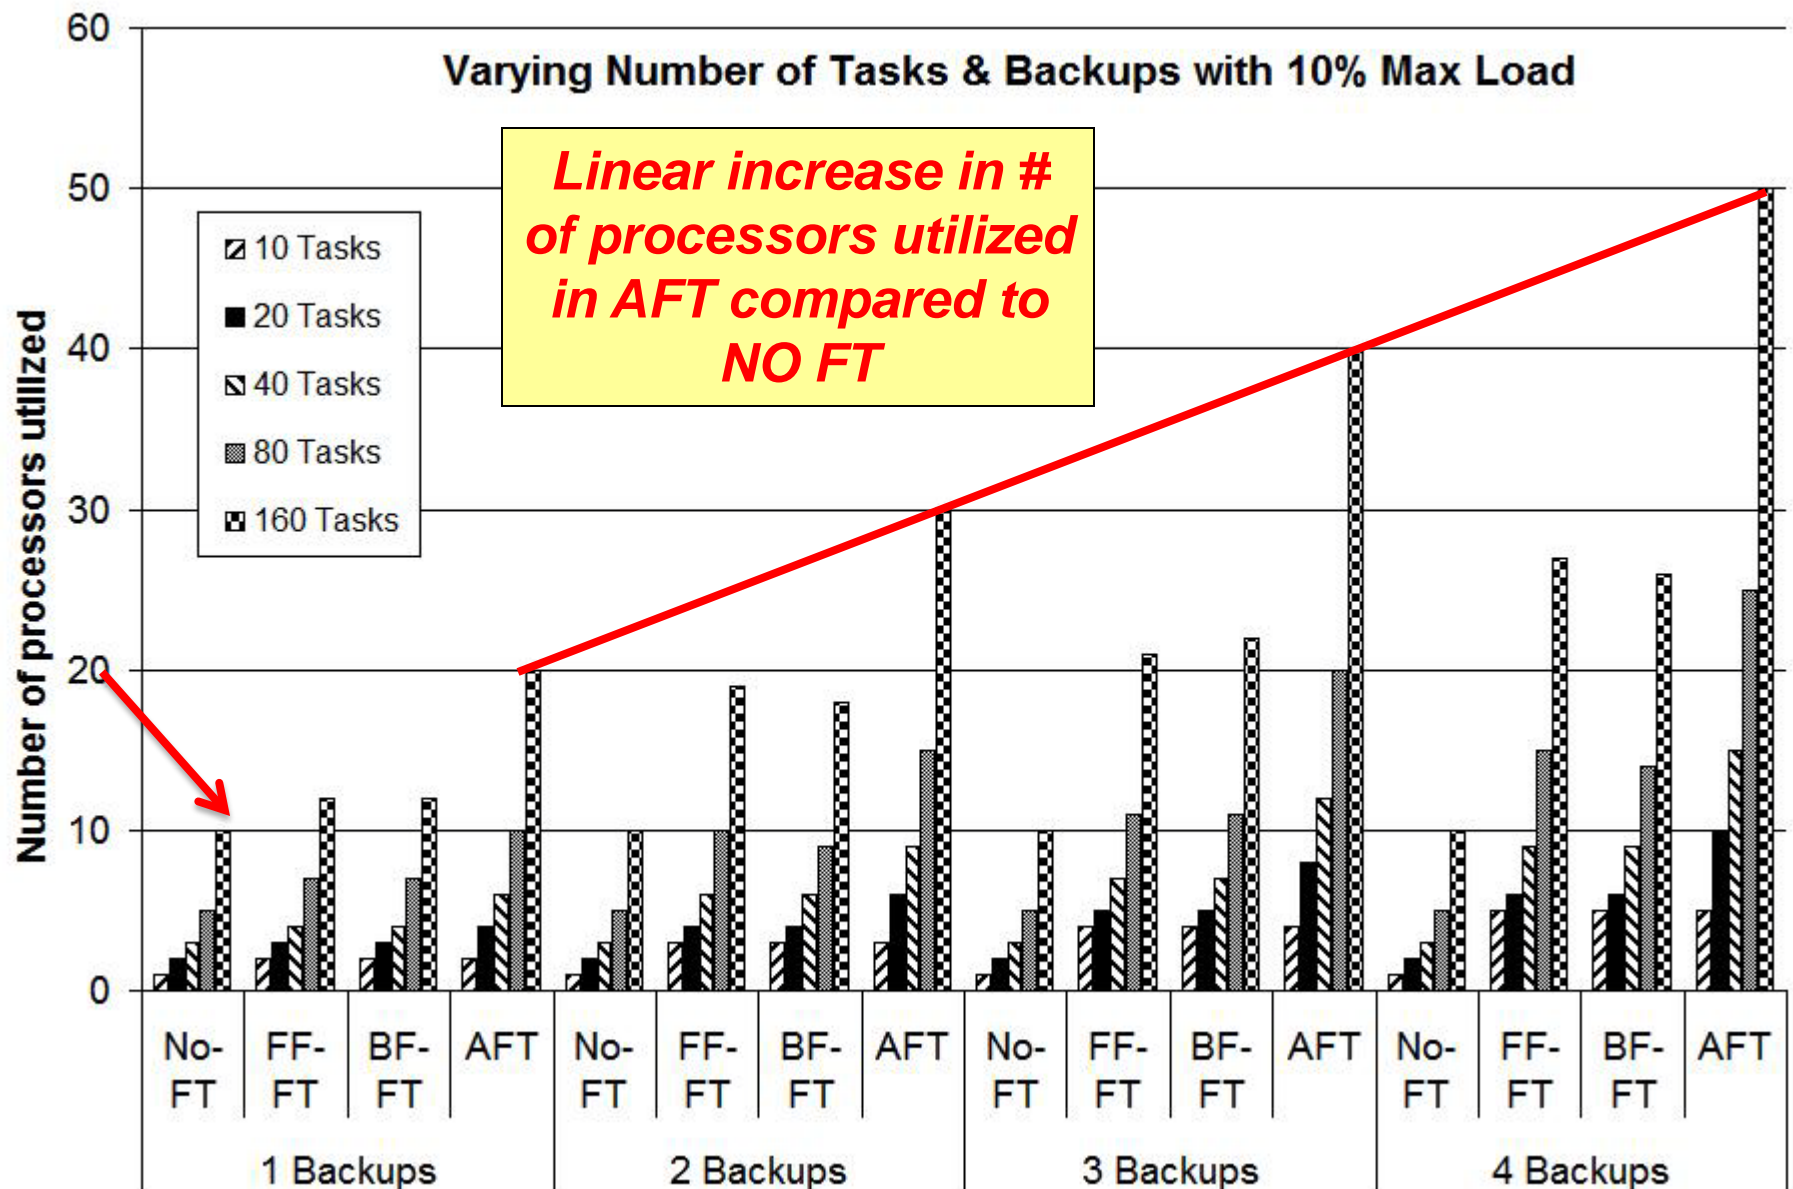 60
Varying Number of Tasks & Backups with 10% Max Load
Linear increase in #
of processors utilized
in AFT compared to
NO FT
50
10 Tasks
20 Tasks
40 Tasks
80 Tasks
160 Tasks
40
30
20
10
0
Number of processors utilized
No-FT FF-FT BF-FT AFT No-FT FF-FT BF-FT AFT No-FT FF-FT BF-FT AFT No-FT FF-FT BF-FT AFT
1 Backups 2 Backups 3 Backups 4 Backups